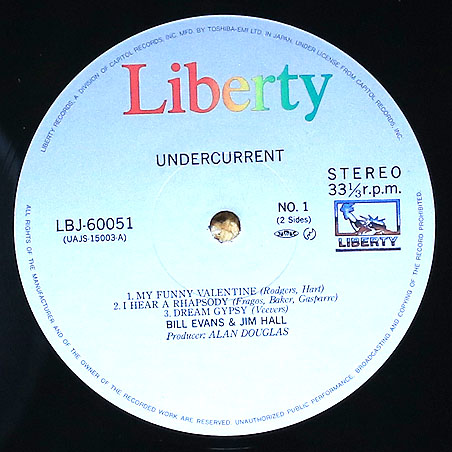 LIBERTY RECORDS, A DIVISION OF CAPITOL RECORDS, INC. MFD. BY TOSHIBA-EMI LTD. IN JAPAN, UNDER LICENSE FROM CAPITOL RECORDS, INC.
Liberty
UNDERCURRENT
STEREO
33⅓r.p.m.
LBJ-60051
(UAJS-15003-A)
NO. 1
(2 Sides)
LIBERTY
1. MY FUNNY VALENTINE (Rodgers, Hart)
2. I HEAR A RHAPSODY (Fragos, Baker, Gasparre)
3. DREAM GYPSY (Veevers)
BILL EVANS & JIM HALL
Producer: ALAN DOUGLAS
ALL RIGHTS OF THE MANUFACTURER AND OF THE OWNER OF THE RECORDED WORK ARE RESERVED. UNAUTHORIZED PUBLIC PERFORMANCE, BROADCASTING AND COPYING OF THE RECORD PROHIBITED.